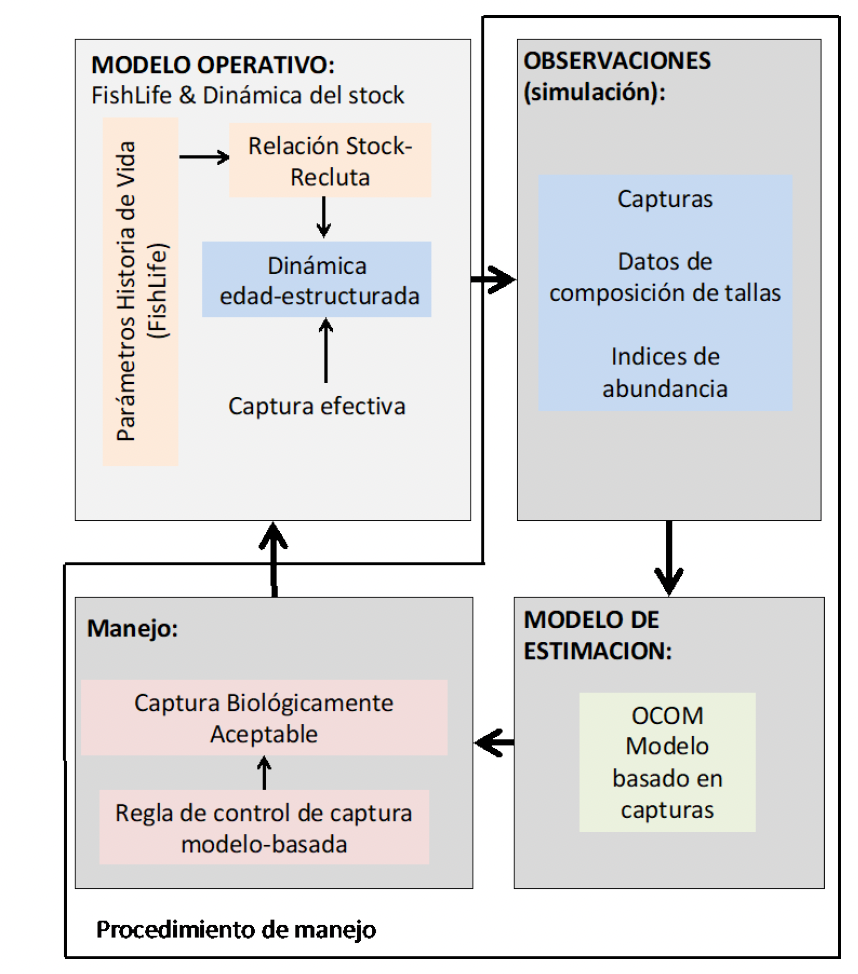 MODELO OPERATIVO:
FishLife & Dinámica del stock
Parámetros Historia de Vida
(FishLife)
Relación Stock-
Recluta
Dinámica
edad-estructurada
Captura efectiva
OBSERVACIONES
(simulación):
Capturas
Datos de
composición de tallas
Indices de
abundancia
MODELO DE
ESTIMACION:
OCOM
Modelo
basado en
capturas
Manejo:
Captura Biológicamente
Aceptable
Regla de control de captura
modelo-basada
Procedimiento de manejo